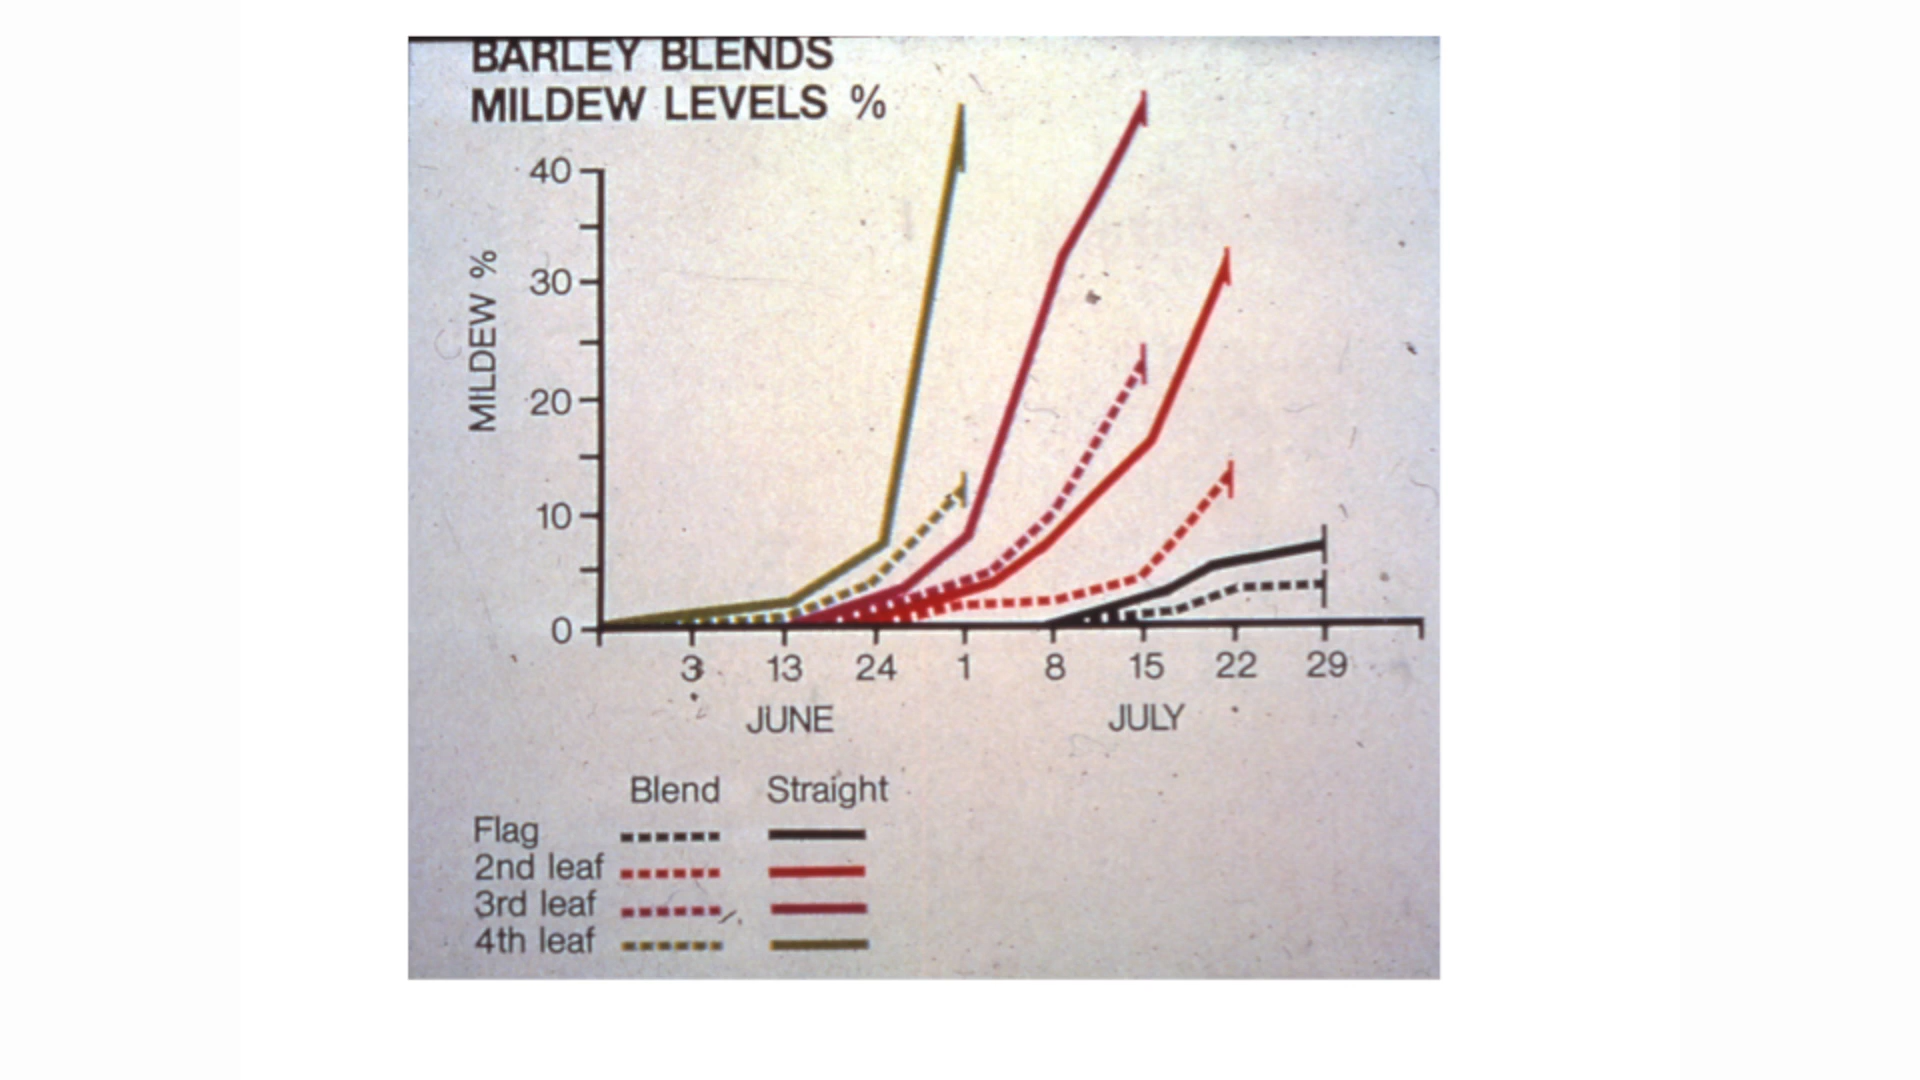 BARLEY BLENDS
MILDEW LEVELS %
MILDEW %
40
30
20
10
0
3 13 24 1 8 15 22 29
JUNE JULY
Blend Straight
Flag
2nd leaf
3rd leaf
4th leaf